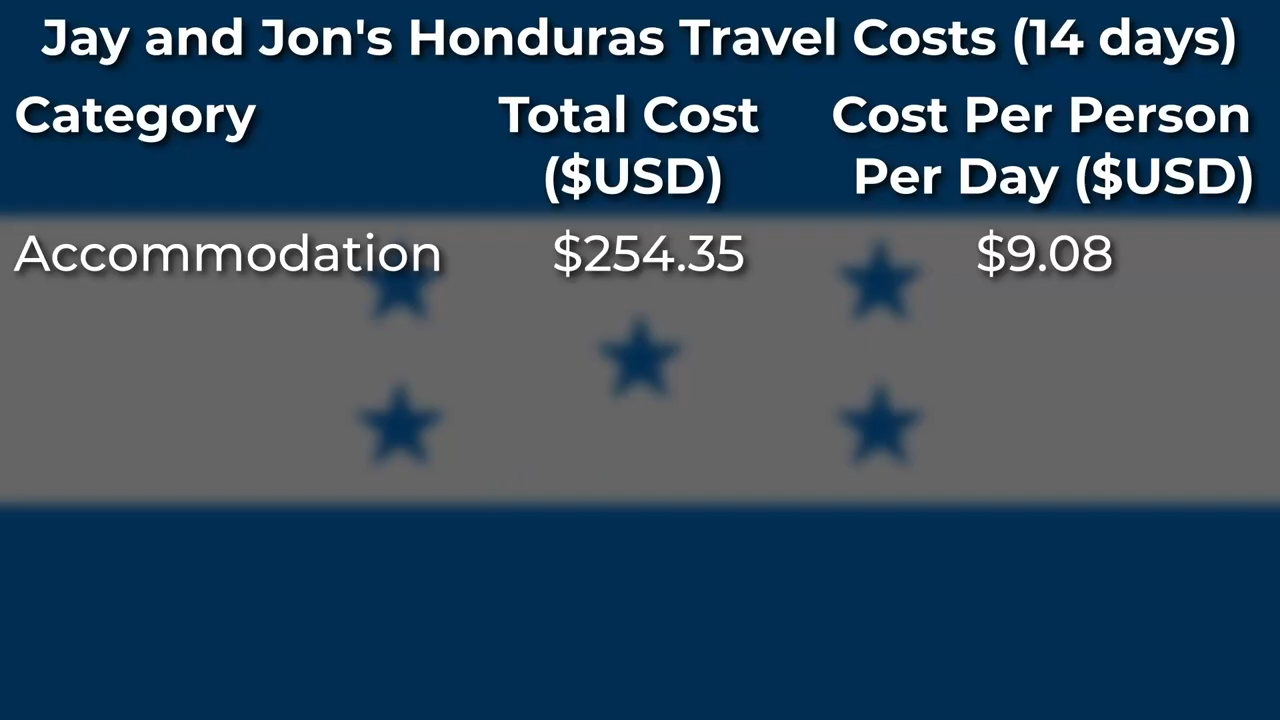 Jay and Jon's Honduras Travel Costs (14 days)
Category Total Cost ($USD) Cost Per Person Per Day ($USD)
Accommodation $254.35 $9.08